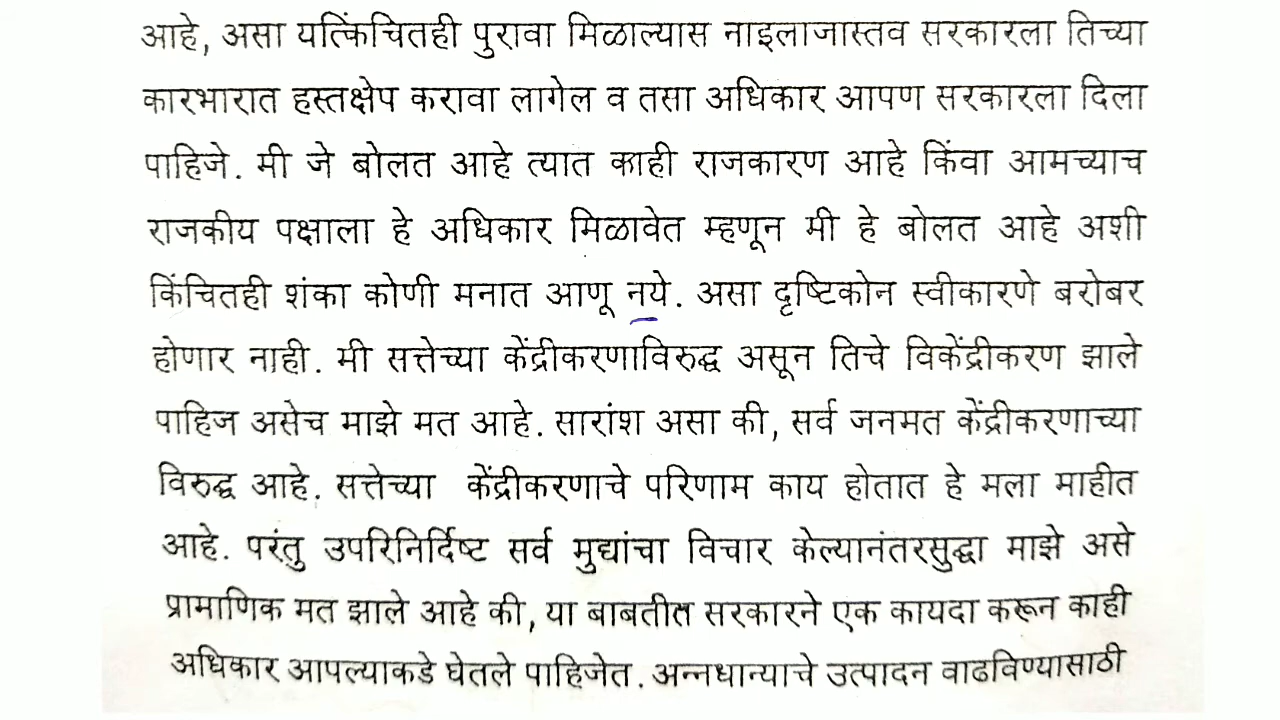 आहे, असा यत्किंचितही पुरावा मिळाल्यास नाइलाजास्तव सरकारला तिच्या
कारभारात हस्तक्षेप करावा लागेल व तसा अधिकार आपण सरकारला दिला
पाहिजे. मी जे बोलत आहे त्यात काही राजकारण आहे किंवा आमच्याच
राजकीय पक्षाला हे अधिकार मिळावेत म्हणून मी हे बोलत आहे अशी
किंचितही शंका कोणी मनात आणू नये. असा दृष्टिकोन स्वीकारणे बरोबर
होणार नाही. मी सत्तेच्या केंद्रीकरणाविरुद्ध असून तिचे विकेंद्रीकरण झाले
पाहिज असेच माझे मत आहे. सारांश असा की, सर्व जनमत केंद्रीकरणाच्या
विरुद्ध आहे. सत्तेच्या केंद्रीकरणाचे परिणाम काय होतात हे मला माहीत
आहे. परंतु उपरिनिर्दिष्ट सर्व मुद्यांचा विचार केल्यानंतरसुद्धा माझे असे
प्रामाणिक मत झाले आहे की, या बाबतीत सरकारने एक कायदा करून काही
अधिकार आपल्याकडे घेतले पाहिजेत. अन्नधान्याचे उत्पादन वाढविण्यासाठी